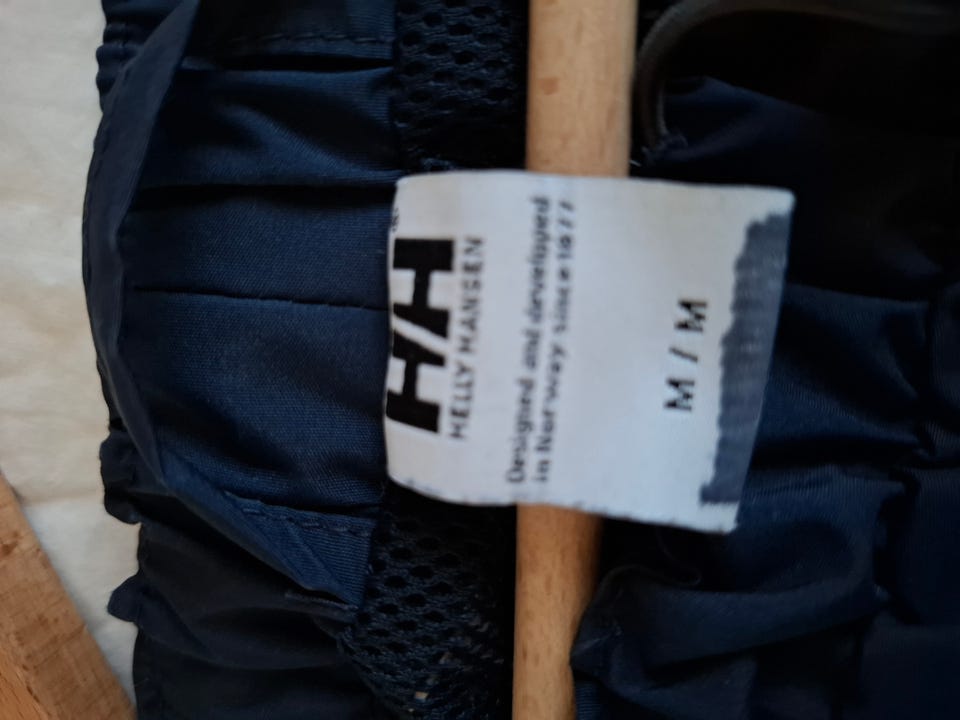 HH®
HELLY HANSEN
Designed and developed
in Norway since 1877
M / M